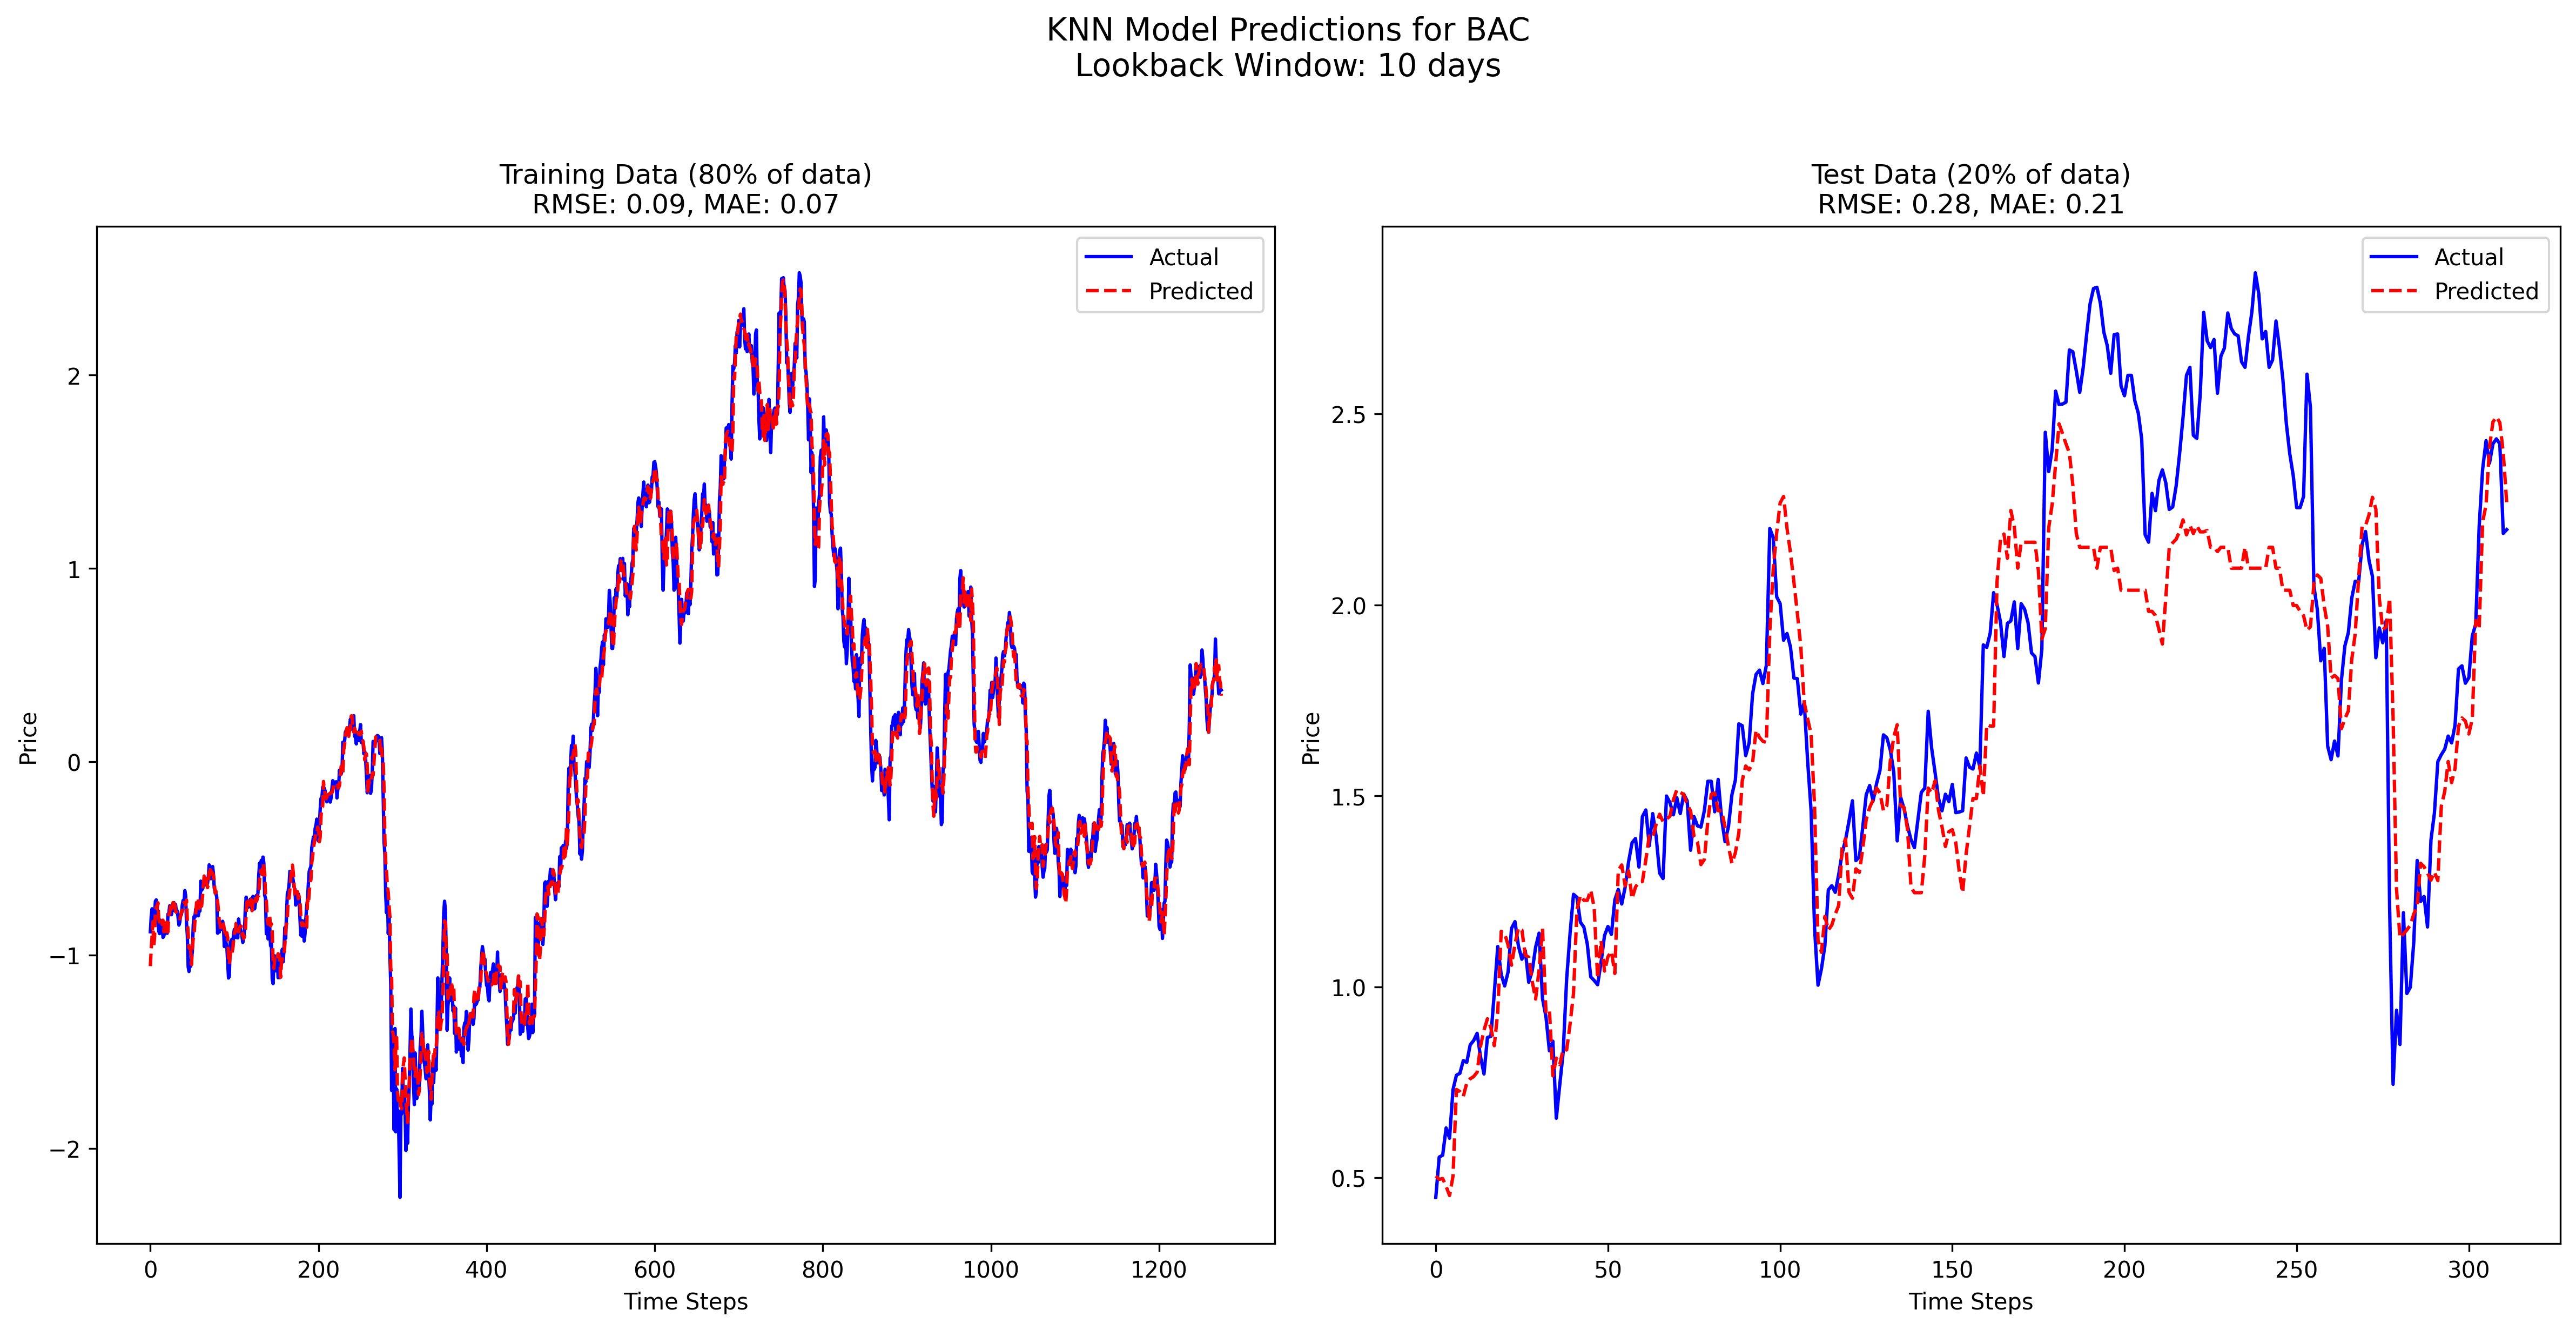 KNN Model Predictions for BAC
Lookback Window: 10 days
Training Data (80% of data)
RMSE: 0.09, MAE: 0.07
Actual
Predicted
Price
2
1
0
−1
−2
0 200 400 600 800 1000 1200
Time Steps
Test Data (20% of data)
RMSE: 0.28, MAE: 0.21
Actual
Predicted
Price
2.5
2.0
1.5
1.0
0.5
0 50 100 150 200 250 300
Time Steps